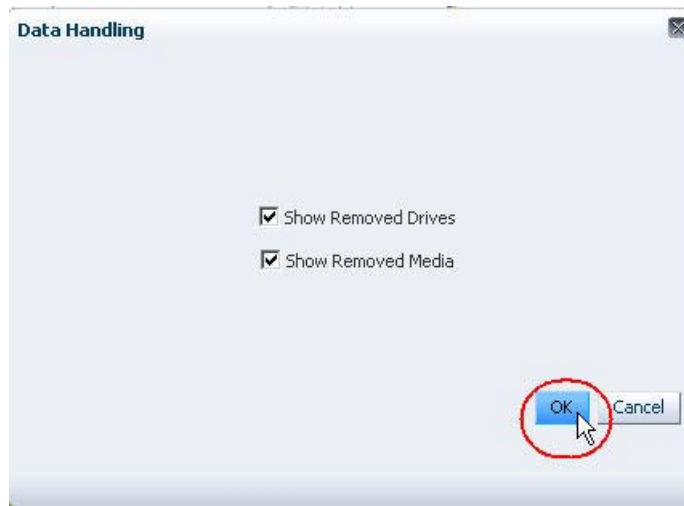 Data Handling
Show Removed Drives
Show Removed Media
OK Cancel